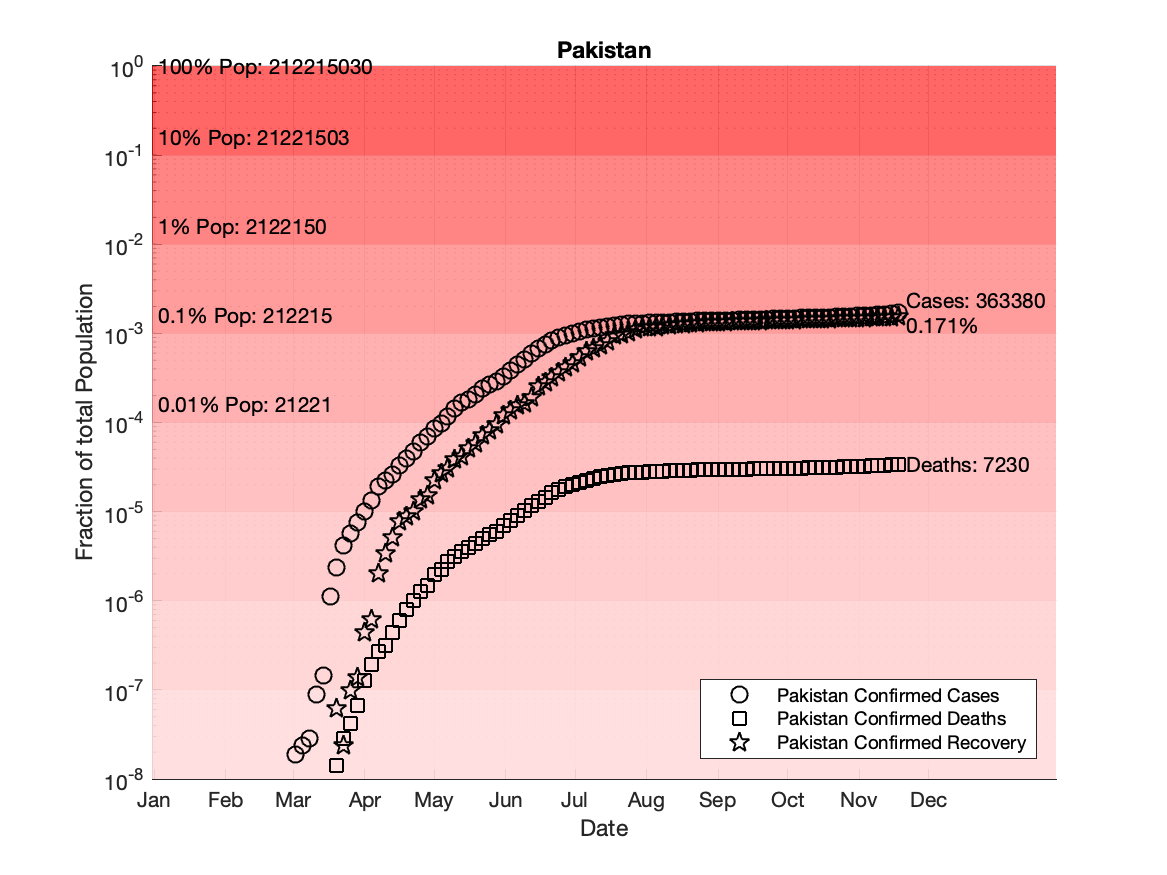 Pakistan
10^0
100% Pop: 212215030
10% Pop: 21221503
10^-1
1% Pop: 2122150
10^-2
Cases: 363380
0.1% Pop: 212215
0.171%
10^-3
0.01% Pop: 21221
10^-4
Deaths: 7230
10^-5
10^-6
10^-7
10^-8
Fraction of total Population
Pakistan Confirmed Cases
Pakistan Confirmed Deaths
Pakistan Confirmed Recovery
Jan Feb Mar Apr May Jun Jul Aug Sep Oct Nov Dec
Date